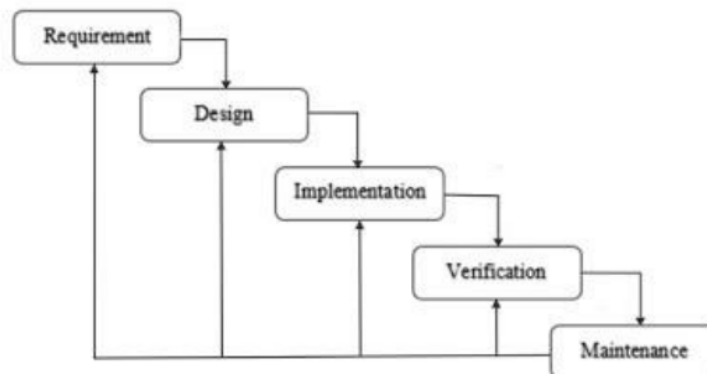 Requirement
Design
Implementation
Verification
Maintenance